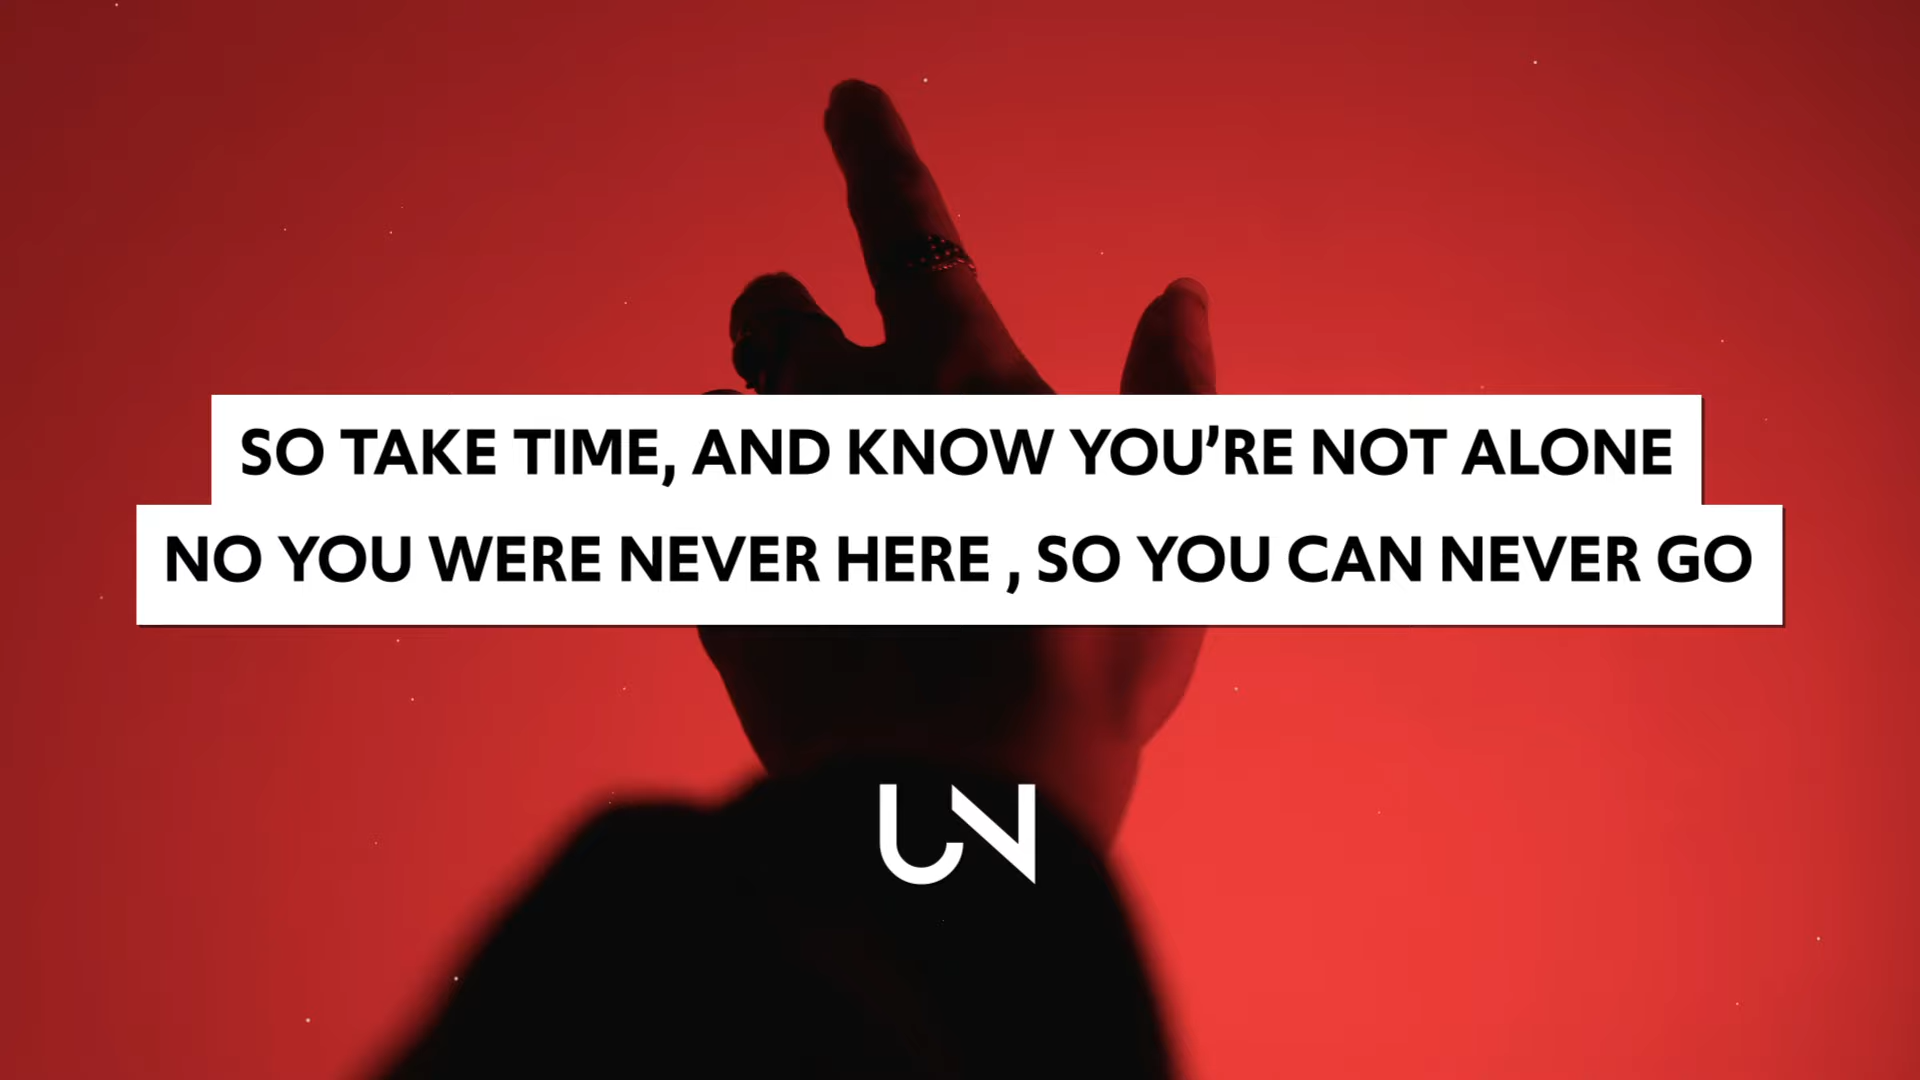 SO TAKE TIME, AND KNOW YOU’RE NOT ALONE
NO YOU WERE NEVER HERE , SO YOU CAN NEVER GO
UN